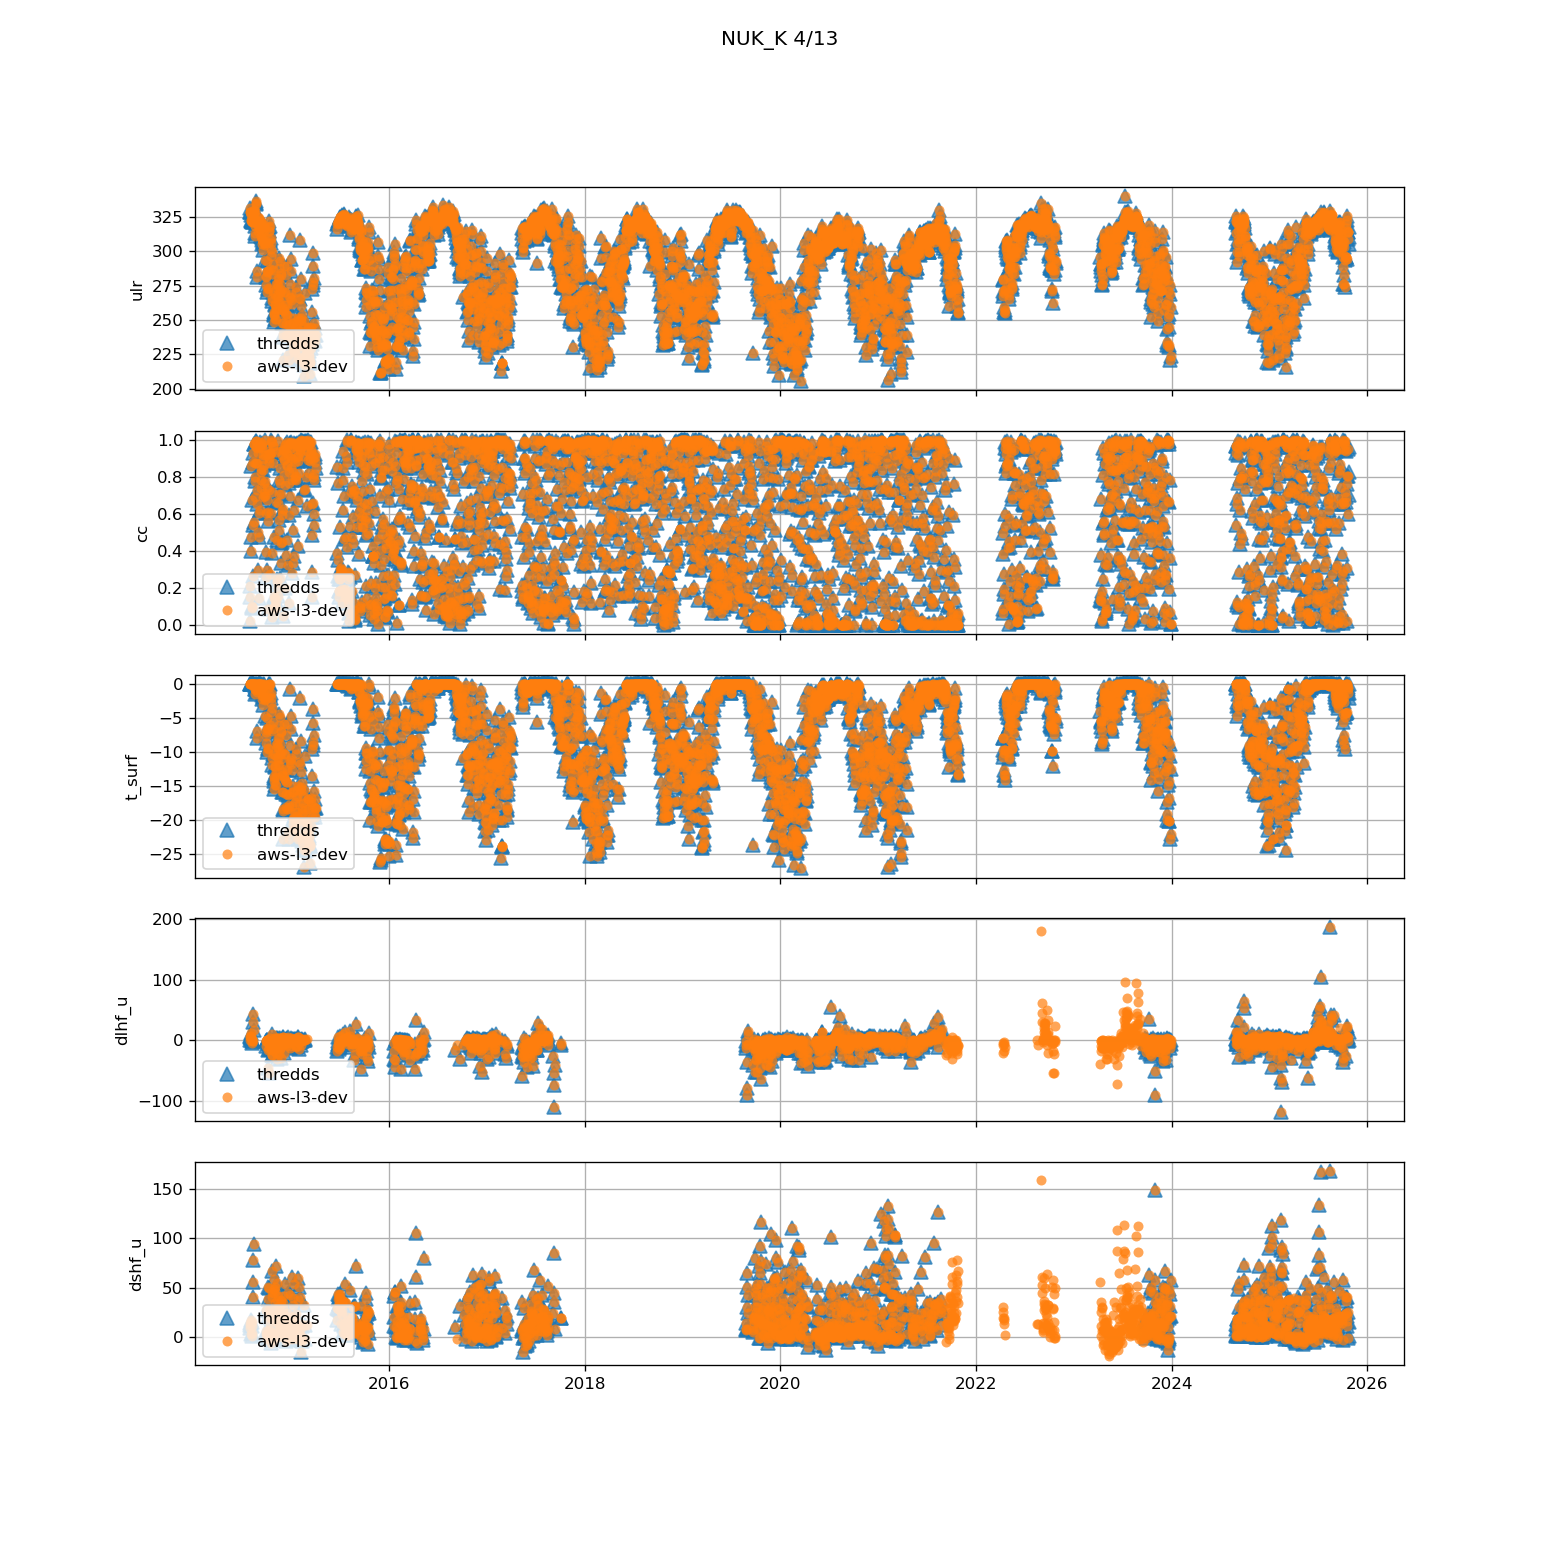 NUK_K 4/13
ulr
325
300
275
250
225
200
thredds
aws-l3-dev
cc
1.0
0.8
0.6
0.4
0.2
0.0
thredds
aws-l3-dev
t_surf
0
−5
−10
−15
−20
−25
thredds
aws-l3-dev
dlhf_u
200
100
0
−100
thredds
aws-l3-dev
dshf_u
150
100
50
0
thredds
aws-l3-dev
2016 2018 2020 2022 2024 2026